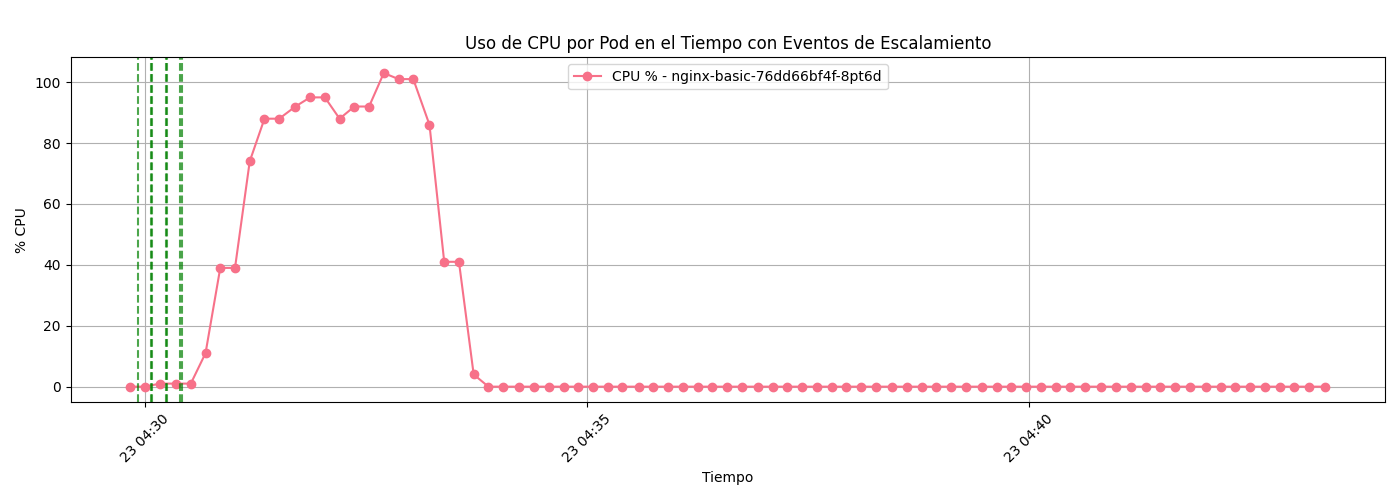 Uso de CPU por Pod en el Tiempo con Eventos de Escalamiento
CPU % - nginx-basic-76dd66bf4f-8pt6d
% CPU
100
80
60
40
20
0
23 04:30
23 04:35
23 04:40
Tiempo